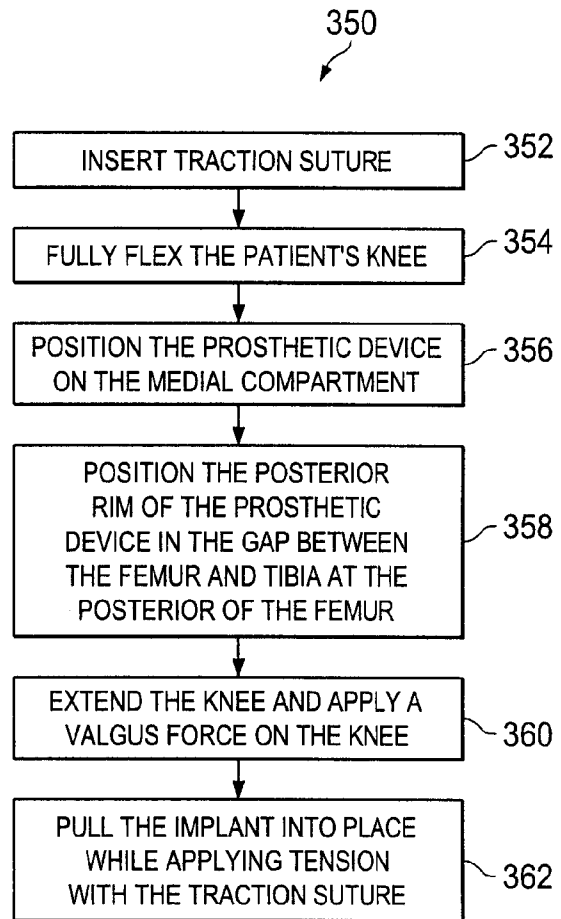 350
INSERT TRACTION SUTURE
352
FULLY FLEX THE PATIENT'S KNEE
354
POSITION THE PROSTHETIC DEVICE
ON THE MEDIAL COMPARTMENT
356
POSITION THE POSTERIOR
RIM OF THE PROSTHETIC
DEVICE IN THE GAP BETWEEN
THE FEMUR AND TIBIA AT THE
POSTERIOR OF THE FEMUR
358
EXTEND THE KNEE AND APPLY A
VALGUS FORCE ON THE KNEE
360
PULL THE IMPLANT INTO PLACE
WHILE APPLYING TENSION
WITH THE TRACTION SUTURE
362